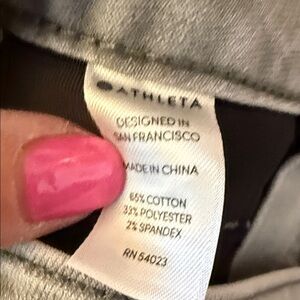 ATHLETA
DESIGNED IN
SAN FRANCISCO
MADE IN CHINA
65% COTTON
33% POLYESTER
2% SPANDEX
RN 54023